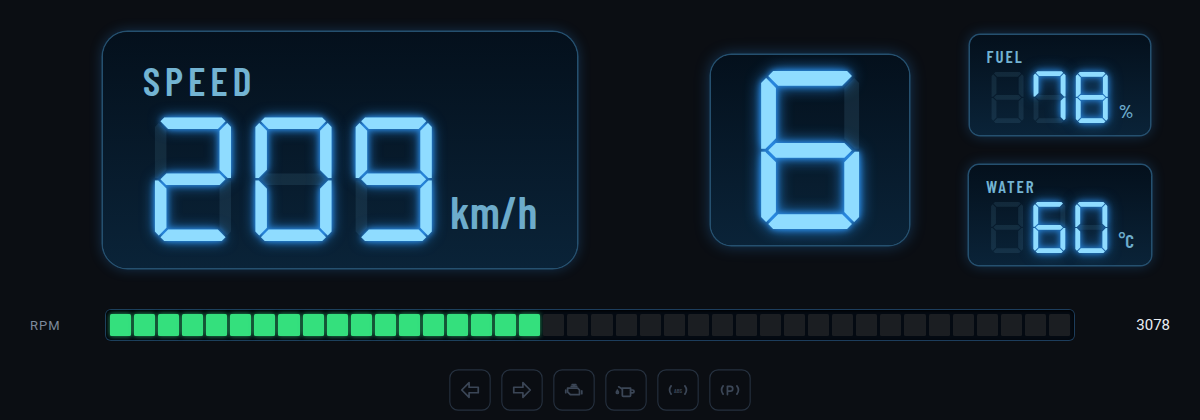 SPEED
209 km/h
6
FUEL
78 %
WATER
60 °C
RPM
3078
(P)